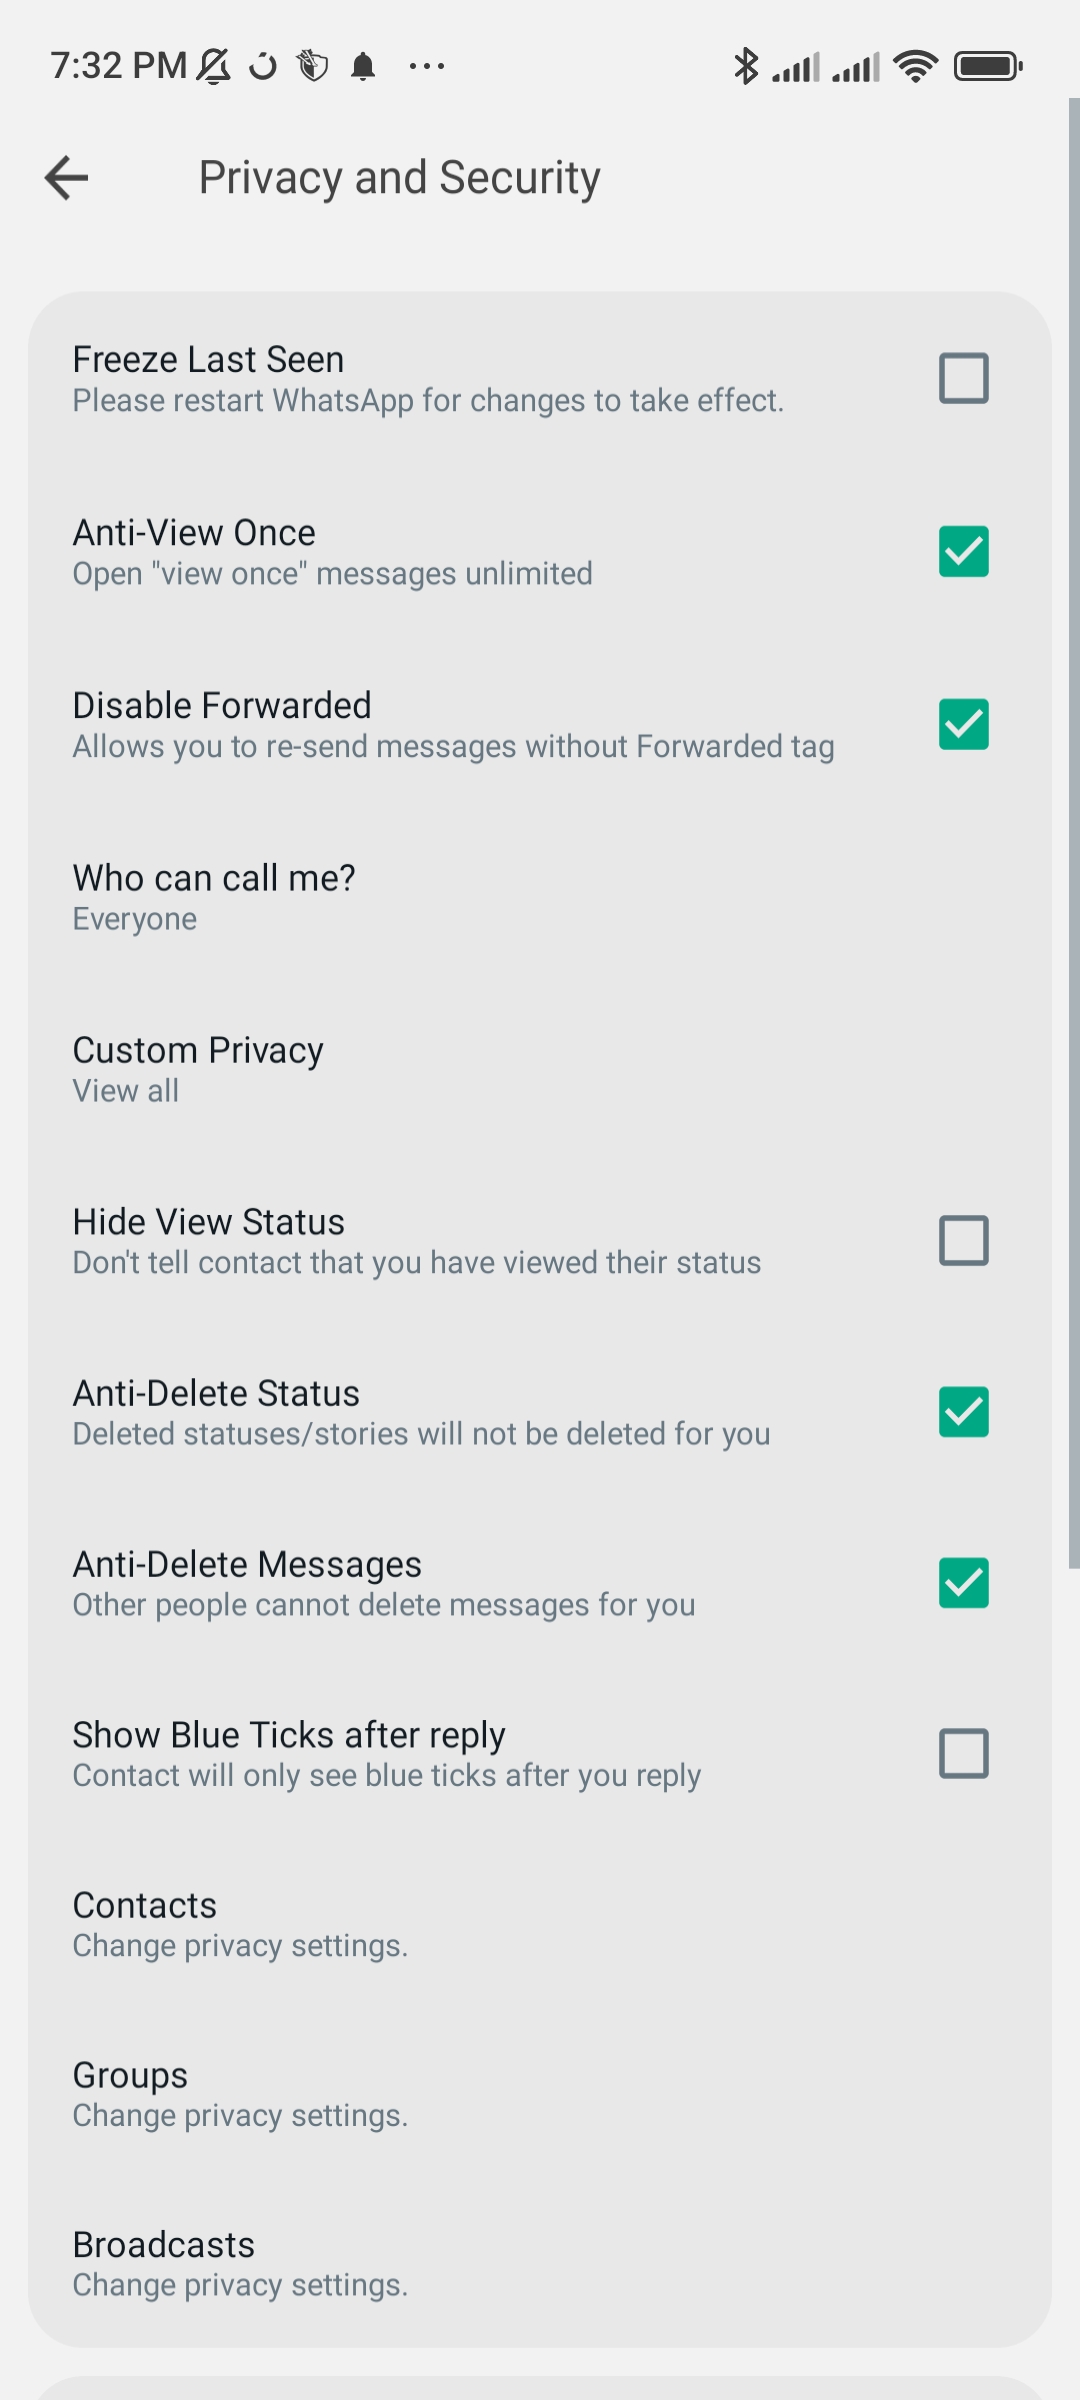 7:32 PM
Privacy and Security
Freeze Last Seen
Please restart WhatsApp for changes to take effect.
Anti-View Once
Open "view once" messages unlimited
Disable Forwarded
Allows you to re-send messages without Forwarded tag
Who can call me?
Everyone
Custom Privacy
View all
Hide View Status
Don't tell contact that you have viewed their status
Anti-Delete Status
Deleted statuses/stories will not be deleted for you
Anti-Delete Messages
Other people cannot delete messages for you
Show Blue Ticks after reply
Contact will only see blue ticks after you reply
Contacts
Change privacy settings.
Groups
Change privacy settings.
Broadcasts
Change privacy settings.